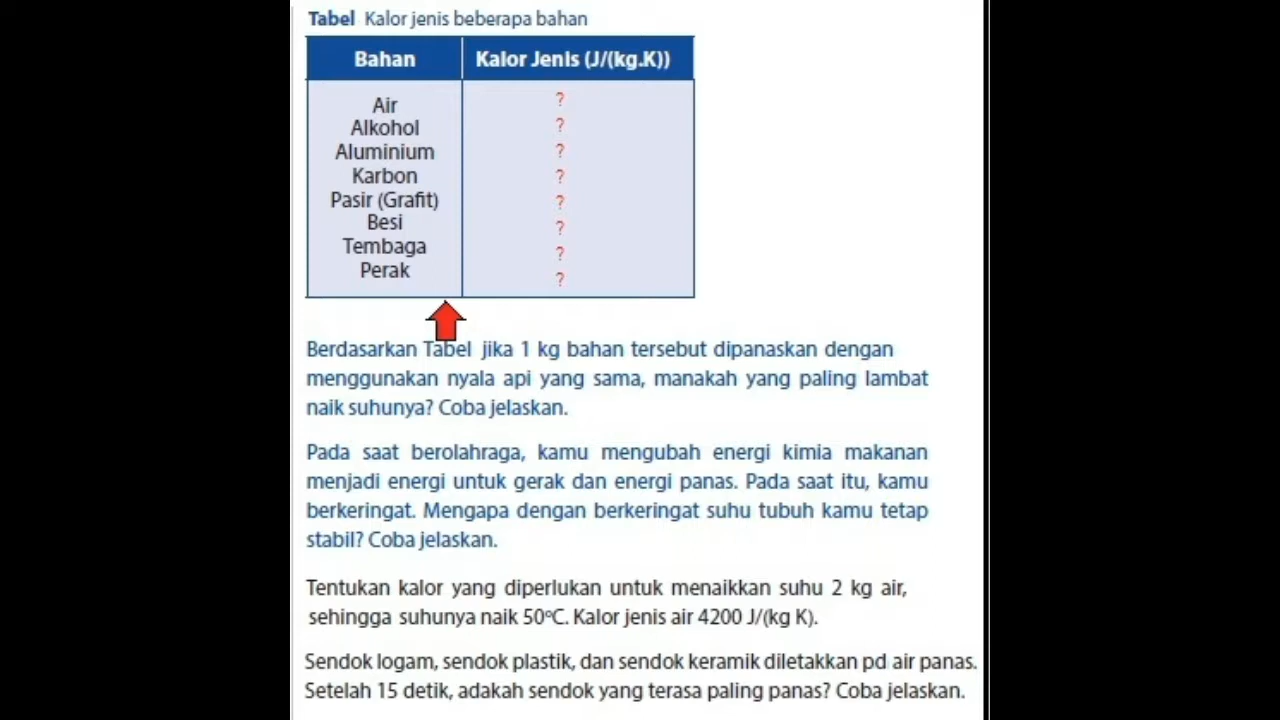 Tabel Kalor jenis beberapa bahan
Bahan Kalor Jenis (J/(kg.K))
Air ?
Alkohol ?
Aluminium ?
Karbon ?
Pasir (Grafit) ?
Besi ?
Tembaga ?
Perak ?
Berdasarkan Tabel jika 1 kg bahan tersebut dipanaskan dengan
menggunakan nyala api yang sama, manakah yang paling lambat
naik suhunya? Coba jelaskan.
Pada saat berolahraga, kamu mengubah energi kimia makanan
menjadi energi untuk gerak dan energi panas. Pada saat itu, kamu
berkeringat. Mengapa dengan berkeringat suhu tubuh kamu tetap
stabil? Coba jelaskan.
Tentukan kalor yang diperlukan untuk menaikkan suhu 2 kg air,
sehingga suhunya naik 50ºC. Kalor jenis air 4200 J/(kg K).
Sendok logam, sendok plastik, dan sendok keramik diletakkan pd air panas.
Setelah 15 detik, adakah sendok yang terasa paling panas? Coba jelaskan.